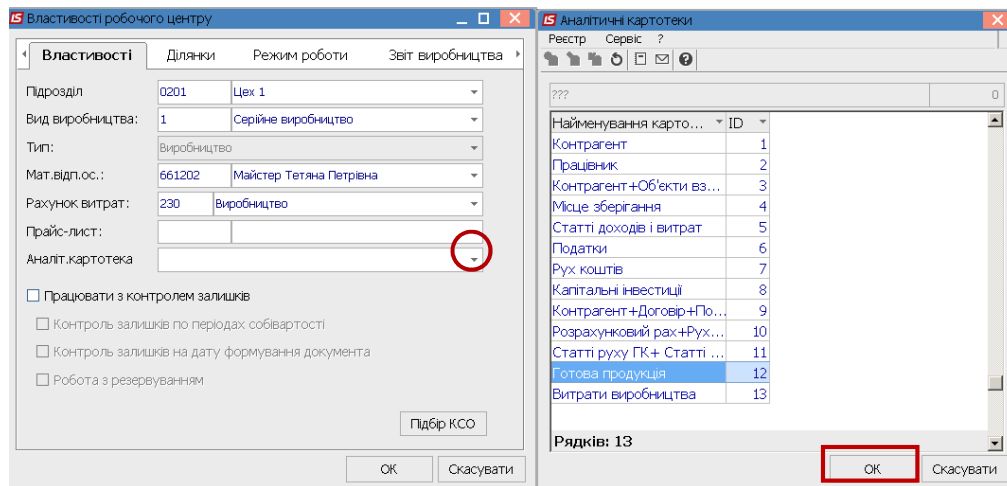 Властивості робочого центру
Властивості Ділянки Режим роботи Звіт виробництва
Підрозділ 0201 Цех 1
Вид виробництва: 1 Серійне виробництво
Тип: Виробництво
Мат.відп.ос.: 661202 Майстер Тетяна Петрівна
Рахунок витрат: 230 Виробництво
Прайс-лист:
Аналіт.картотека
Працювати з контролем залишків
Контроль залишків по періодах собівартості
Контроль залишків на дату формування документа
Робота з резервуванням
Підбір КСО
ОК Скасувати
Аналітичні картотеки
Реєстр Сервіс ?
??? 0
Найменування карто... ID
Контрагент 1
Працівник 2
Контрагент+Об'єкти вз... 3
Місце зберігання 4
Статті доходів і витрат 5
Податки 6
Рух коштів 7
Капітальні інвестиції 8
Контрагент+Договір+По... 9
Розрахунковий рах+Рух... 10
Статті руху ГК+ Статті ... 11
Готова продукція 12
Витрати виробництва 13
Рядків: 13
ОК Скасувати